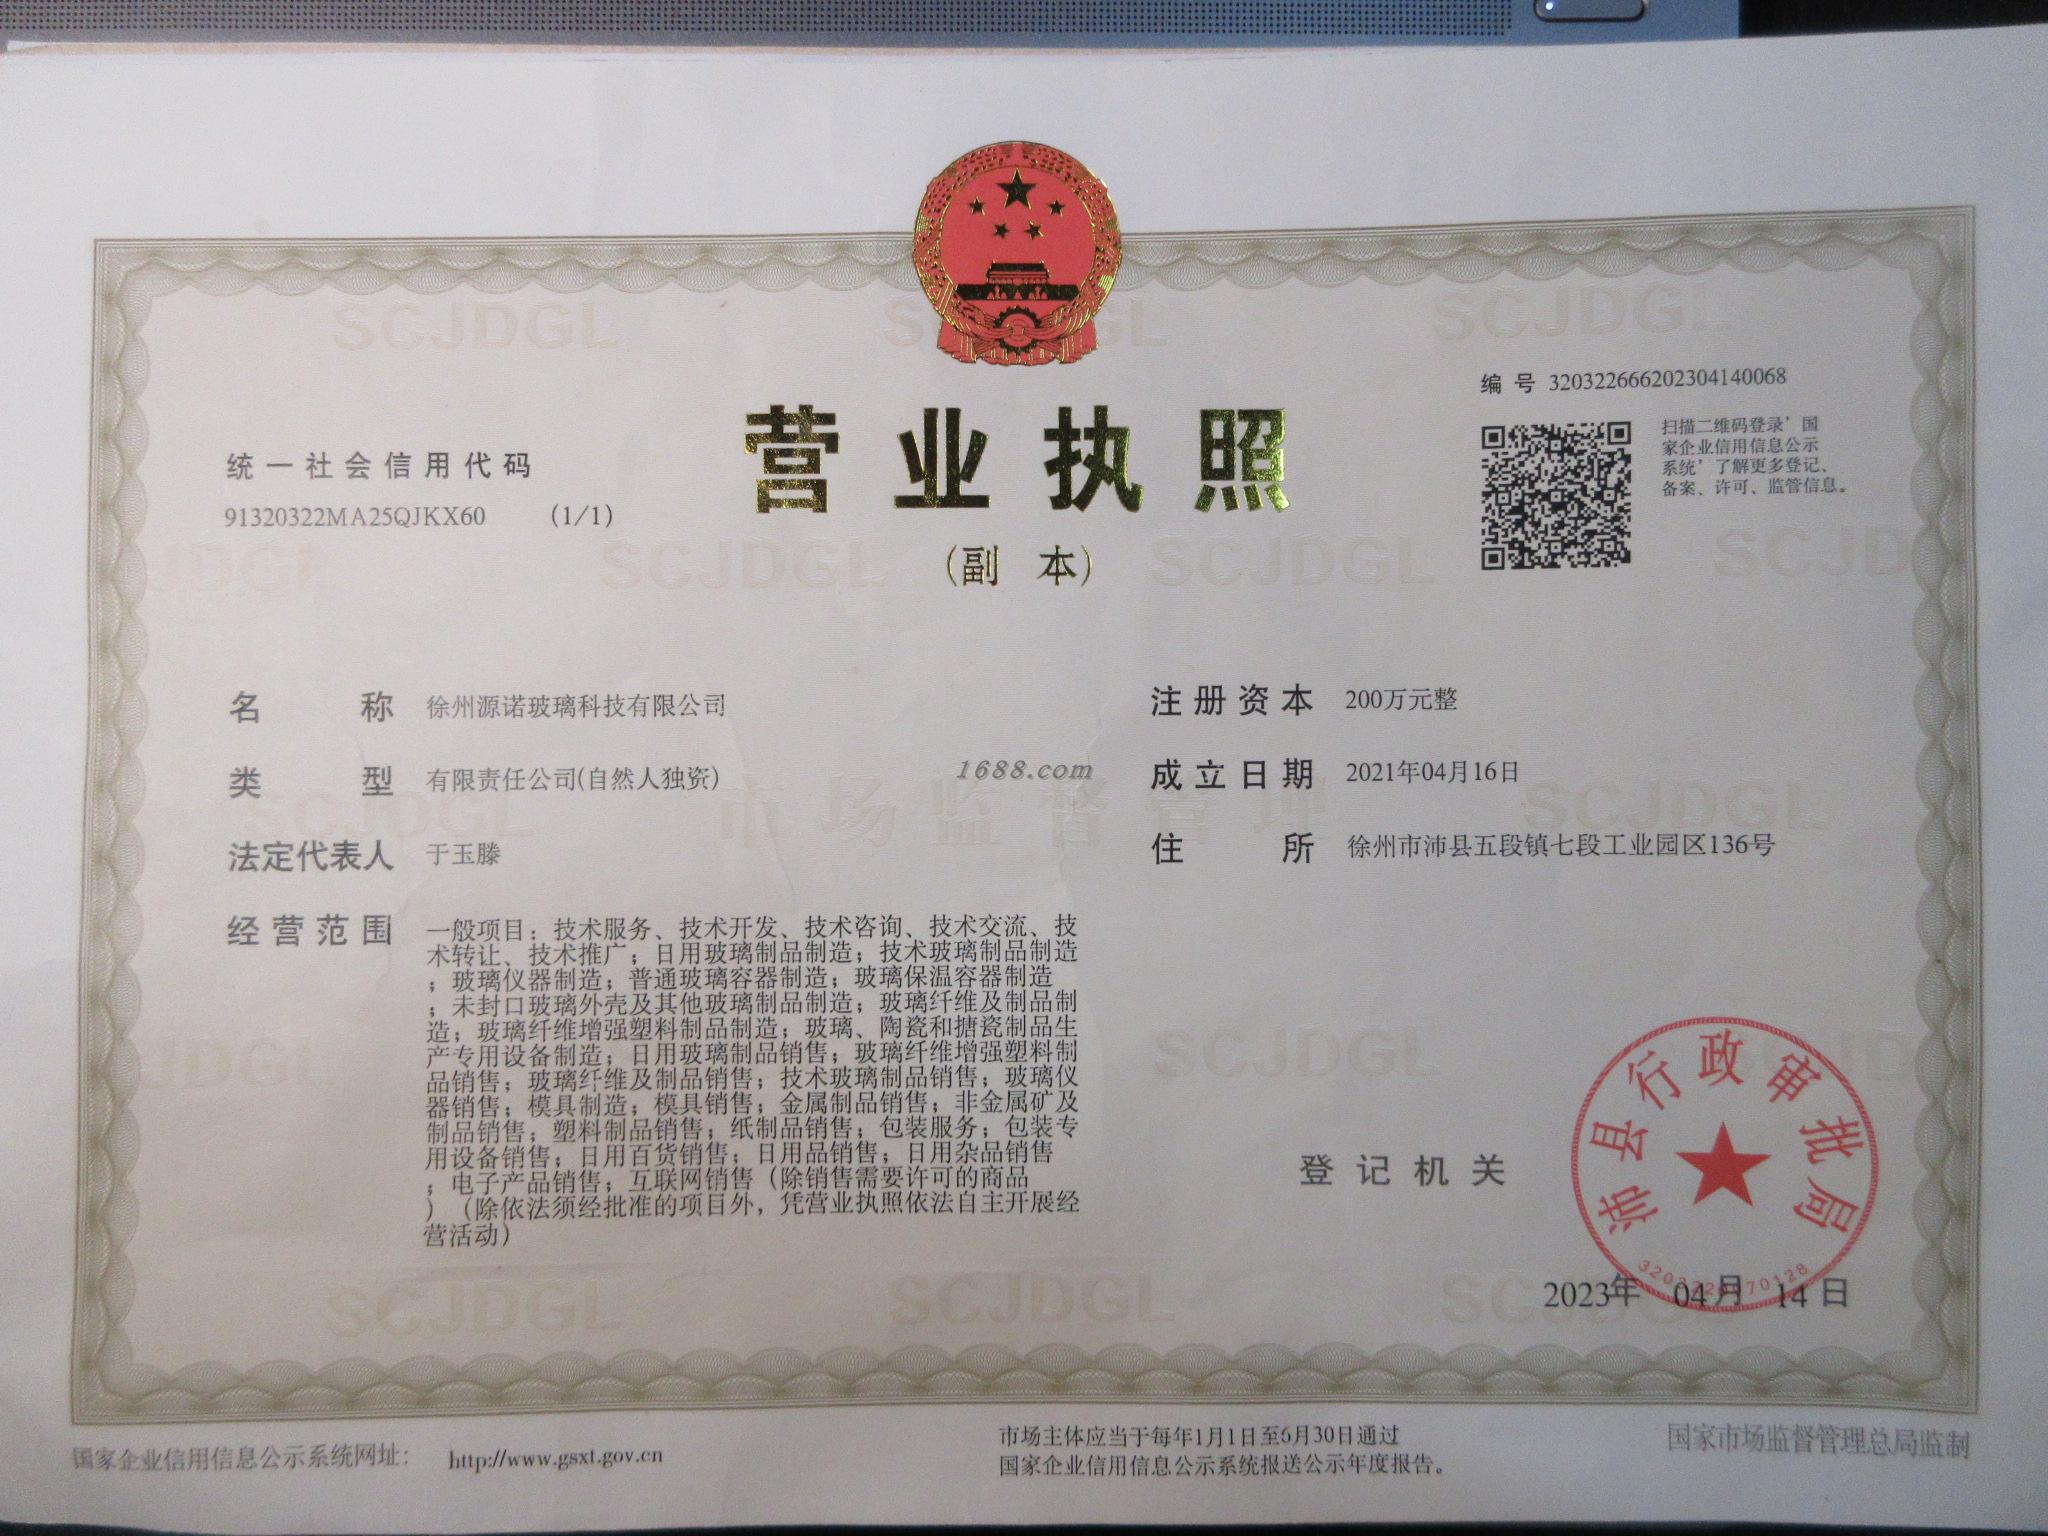 SCJDGL
SCJDGL
编号 320322666202304140068
统一社会信用代码
91320322MA25QJKX60 (1/1)
营业执照
(副 本)
扫描二维码登录'国
家企业信用信息公示
系统'了解更多登记、
备案、许可、监管信息。
名称 徐州源诺玻璃科技有限公司
类型 有限责任公司(自然人独资)
法定代表人 于玉滕
经营范围 一般项目：技术服务、技术开发、技术咨询、技术交流、技
术转让、技术推广；日用玻璃制品制造；技术玻璃制品制造
；玻璃仪器制造；普通玻璃容器制造；玻璃保温容器制造
；未封口玻璃外壳及其他玻璃制品制造；玻璃纤维及制品制
造；玻璃纤维增强塑料制品制造；玻璃、陶瓷和搪瓷制品生
产专用设备制造；日用玻璃制品销售；玻璃纤维增强塑料制
品销售；玻璃纤维及制品销售；技术玻璃制品销售；玻璃仪
器销售；模具制造；模具销售；金属制品销售；非金属矿及
制品销售；塑料制品销售；纸制品销售；包装服务；包装专
用设备销售；日用百货销售；日用品销售；日用杂品销售
；电子产品销售；互联网销售（除销售需要许可的商品
）（除依法须经批准的项目外，凭营业执照依法自主开展经
营活动）
1688.com
市场监督管理
注册资本 200万元整
成立日期 2021年04月16日
住所 徐州市沛县五段镇七段工业园区136号
登记机关
沛县行政审批局
2023年 04月 14日
国家企业信用信息公示系统网址： http://www.gsxt.gov.cn
市场主体应当于每年1月1日至6月30日通过
国家企业信用信息公示系统报送公示年度报告。
国家市场监督管理总局监制